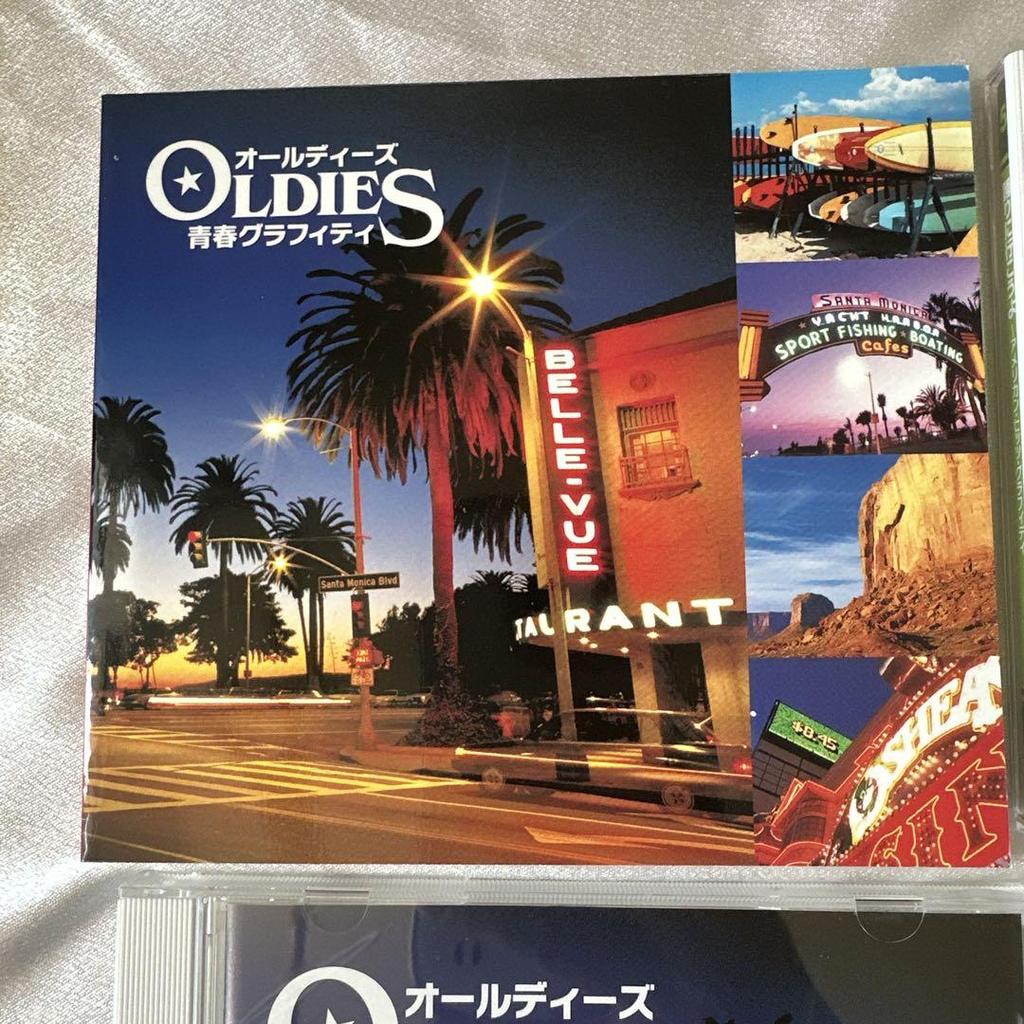 オールディーズ
OLDIES
青春グラフィティ
BELLE-VUE
Santa Monica Blvd
TAURANT
SANTA MONICA
YACHT HARBOR
SPORT FISHING ★ BOATING
Cafes
$8.45
OSHEA
オールディーズ